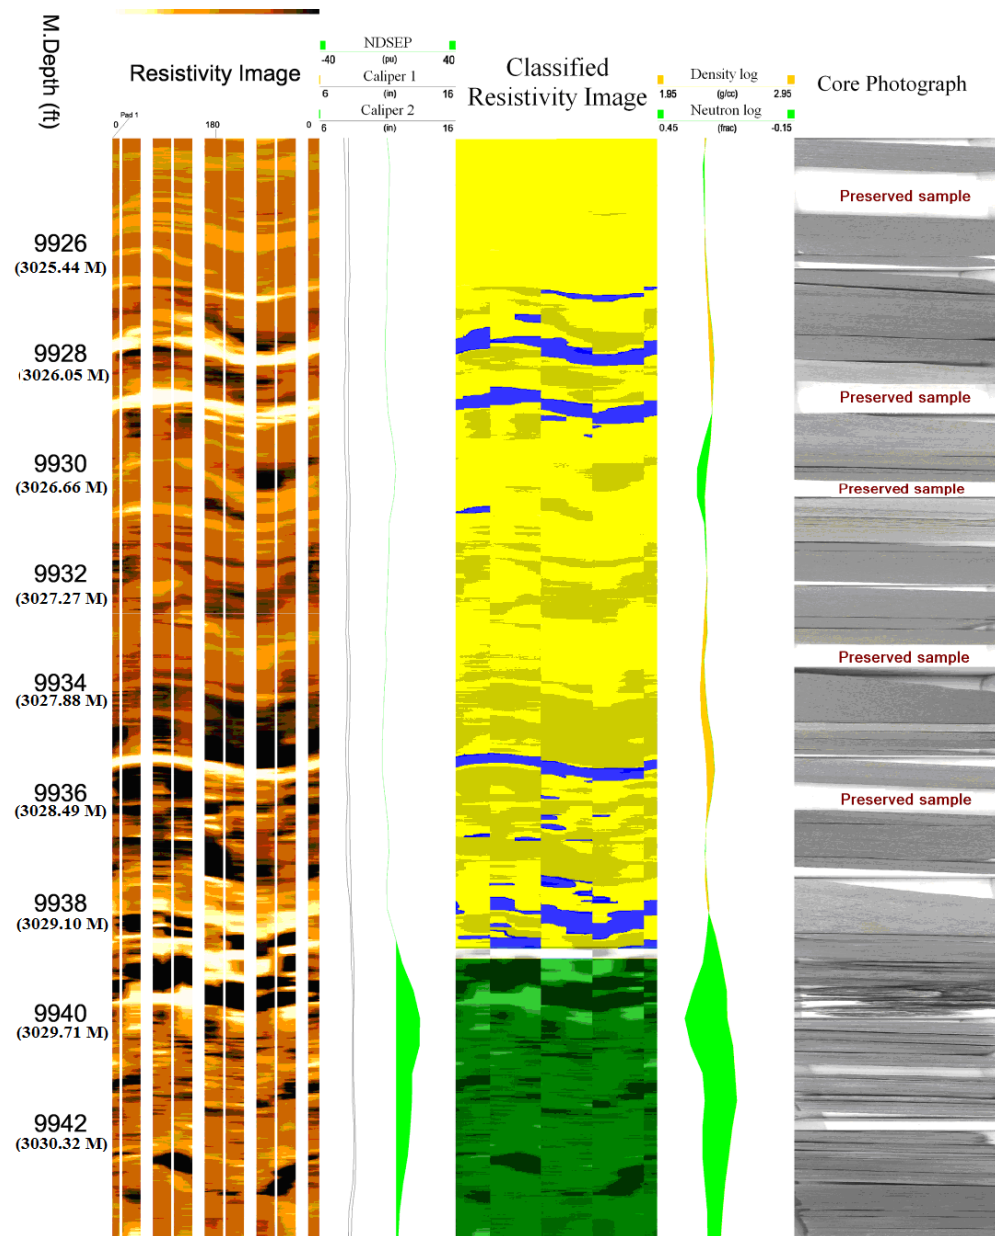 M.Depth (ft)
Resistivity Image
Pad 1
0 180 0
NDSEP
-40 (pu) 40
Caliper 1
6 (in) 16
Caliper 2
6 (in) 16
Classified
Resistivity Image
Density log
1.95 (g/cc) 2.95
Neutron log
0.45 (frac) -0.15
Core Photograph
Preserved sample
9926
(3025.44 M)
9928
(3026.05 M)
Preserved sample
9930
(3026.66 M)
Preserved sample
9932
(3027.27 M)
Preserved sample
9934
(3027.88 M)
9936
(3028.49 M)
Preserved sample
9938
(3029.10 M)
9940
(3029.71 M)
9942
(3030.32 M)